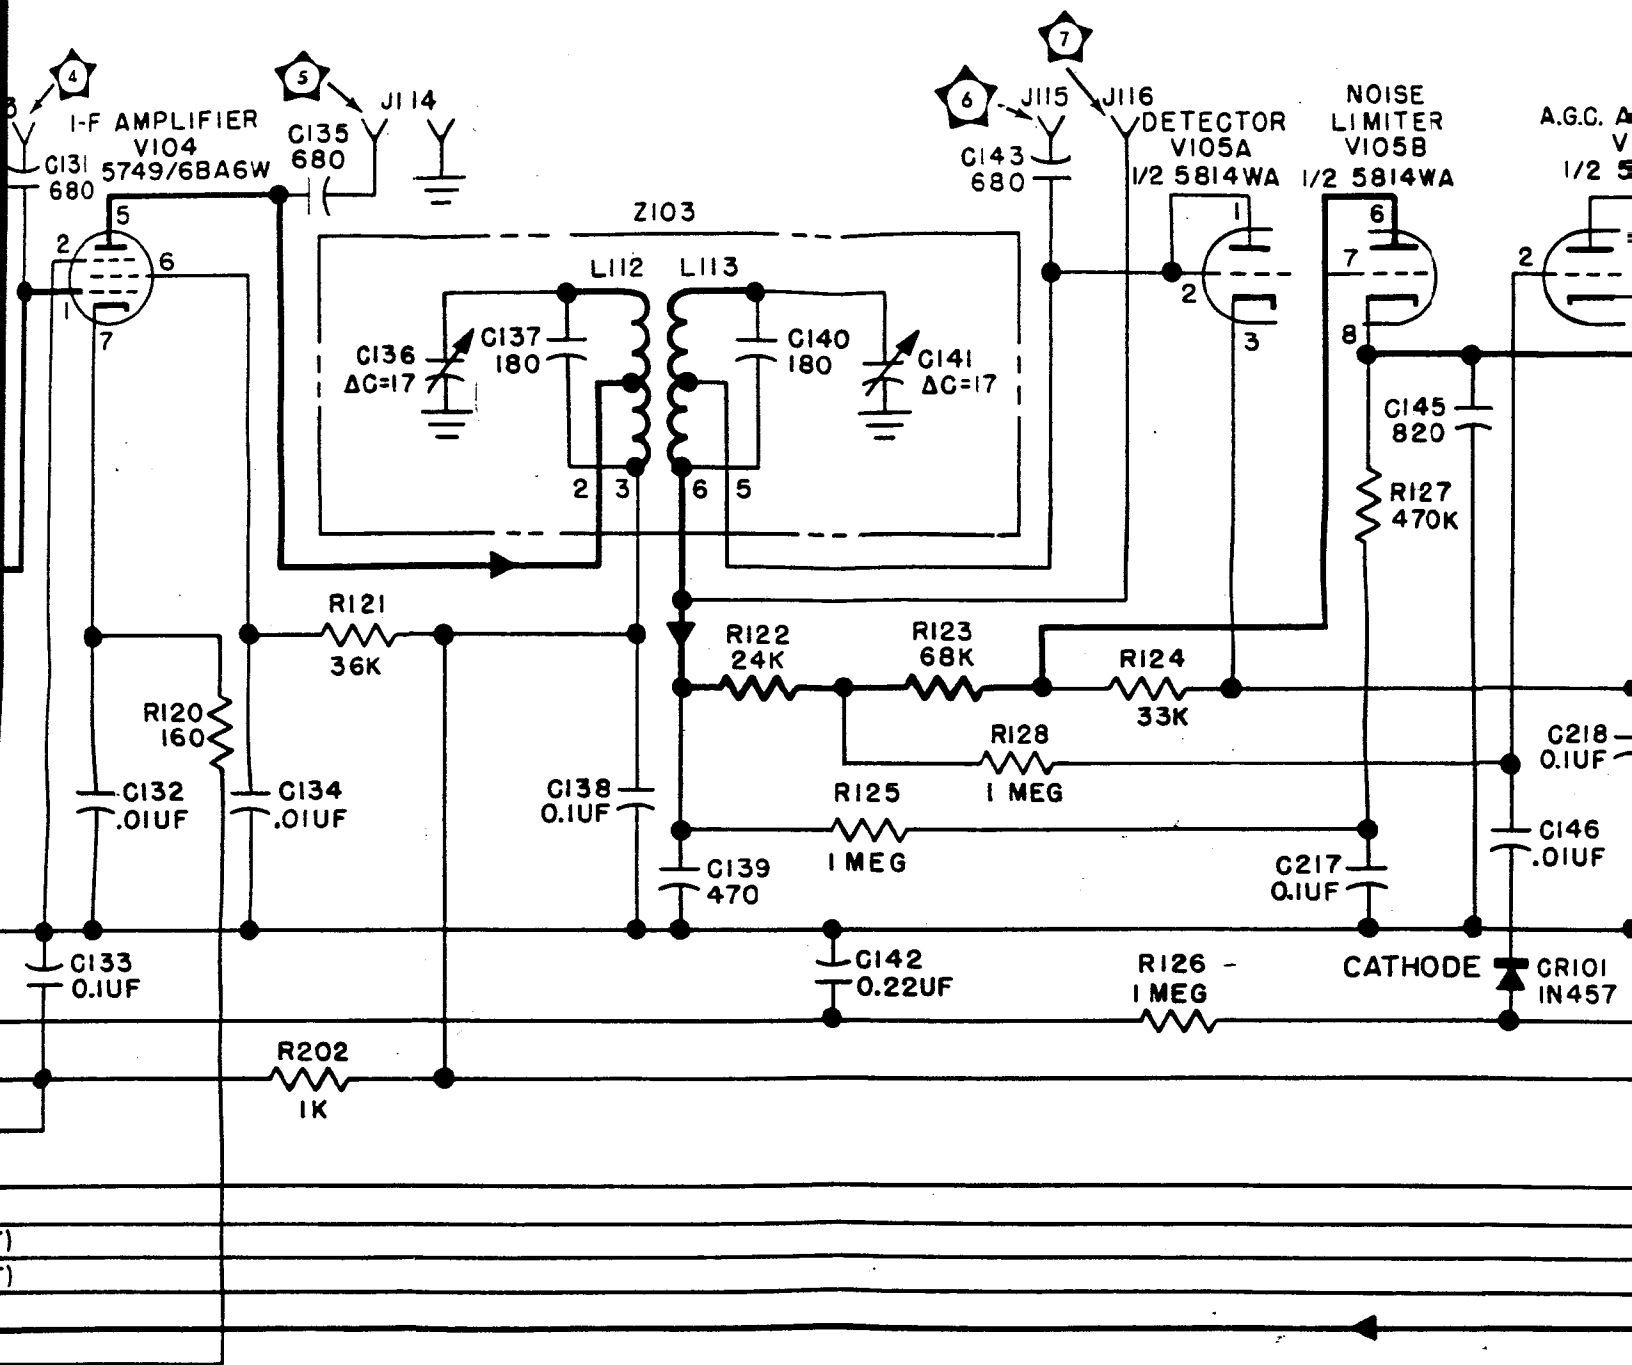 4
5
7
6
3
J114
J115
J116
I-F AMPLIFIER
V104
5749/6BA6W
C131
680
C135
680
C143
680
DETECTOR
V105A
1/2 5814WA
NOISE
LIMITER
V105B
1/2 5814WA
A.G.C. A
V
1/2 5
5
2
6
1
7
Z103
L112
L113
C136
ΔC=17
C137
180
C140
180
C141
ΔC=17
2
3
6
5
1
2
3
6
7
8
2
C145
820
R127
470K
R121
36K
R122
24K
R123
68K
R124
33K
R120
160
R128
1 MEG
R125
1 MEG
C218
0.1UF
C132
.01UF
C134
.01UF
C138
0.1UF
C139
470
C217
0.1UF
C146
.01UF
C133
0.1UF
C142
0.22UF
R126
1 MEG
CATHODE
CR101
1N457
R202
1K
)
)